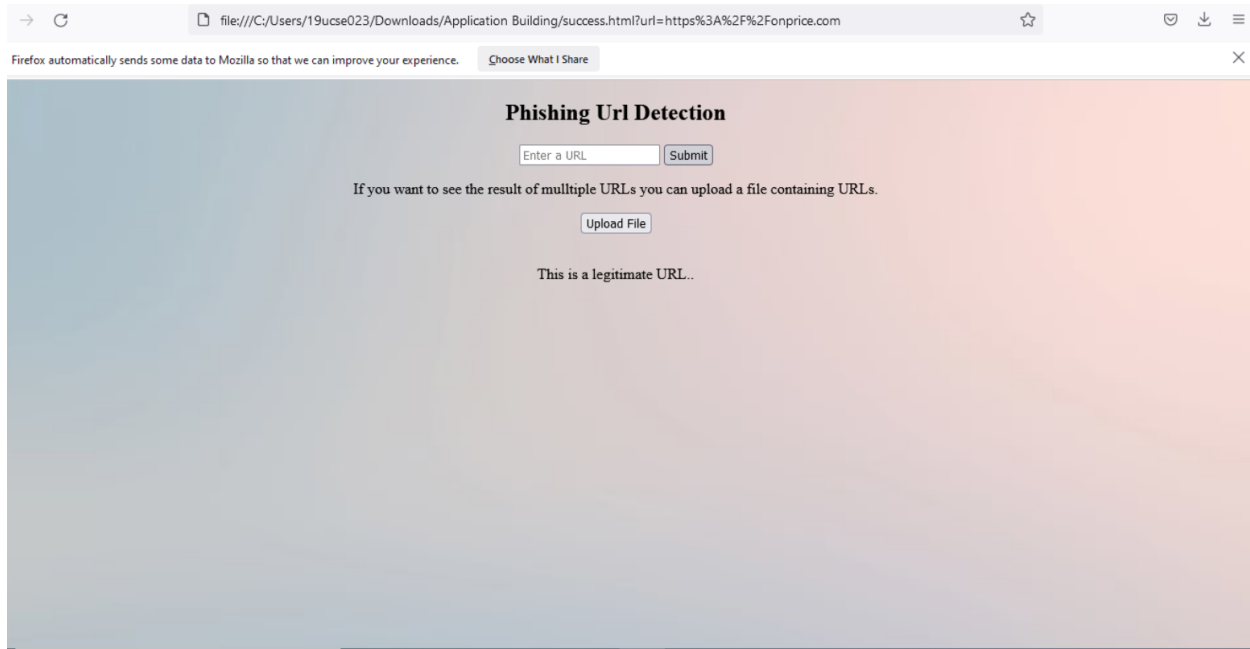 file:///C:/Users/19ucse023/Downloads/Application Building/success.html?url=https%3A%2F%2Fonprice.com
Firefox automatically sends some data to Mozilla so that we can improve your experience. Choose What I Share
Phishing Url Detection
Enter a URL Submit
If you want to see the result of mulltiple URLs you can upload a file containing URLs.
Upload File
This is a legitimate URL..